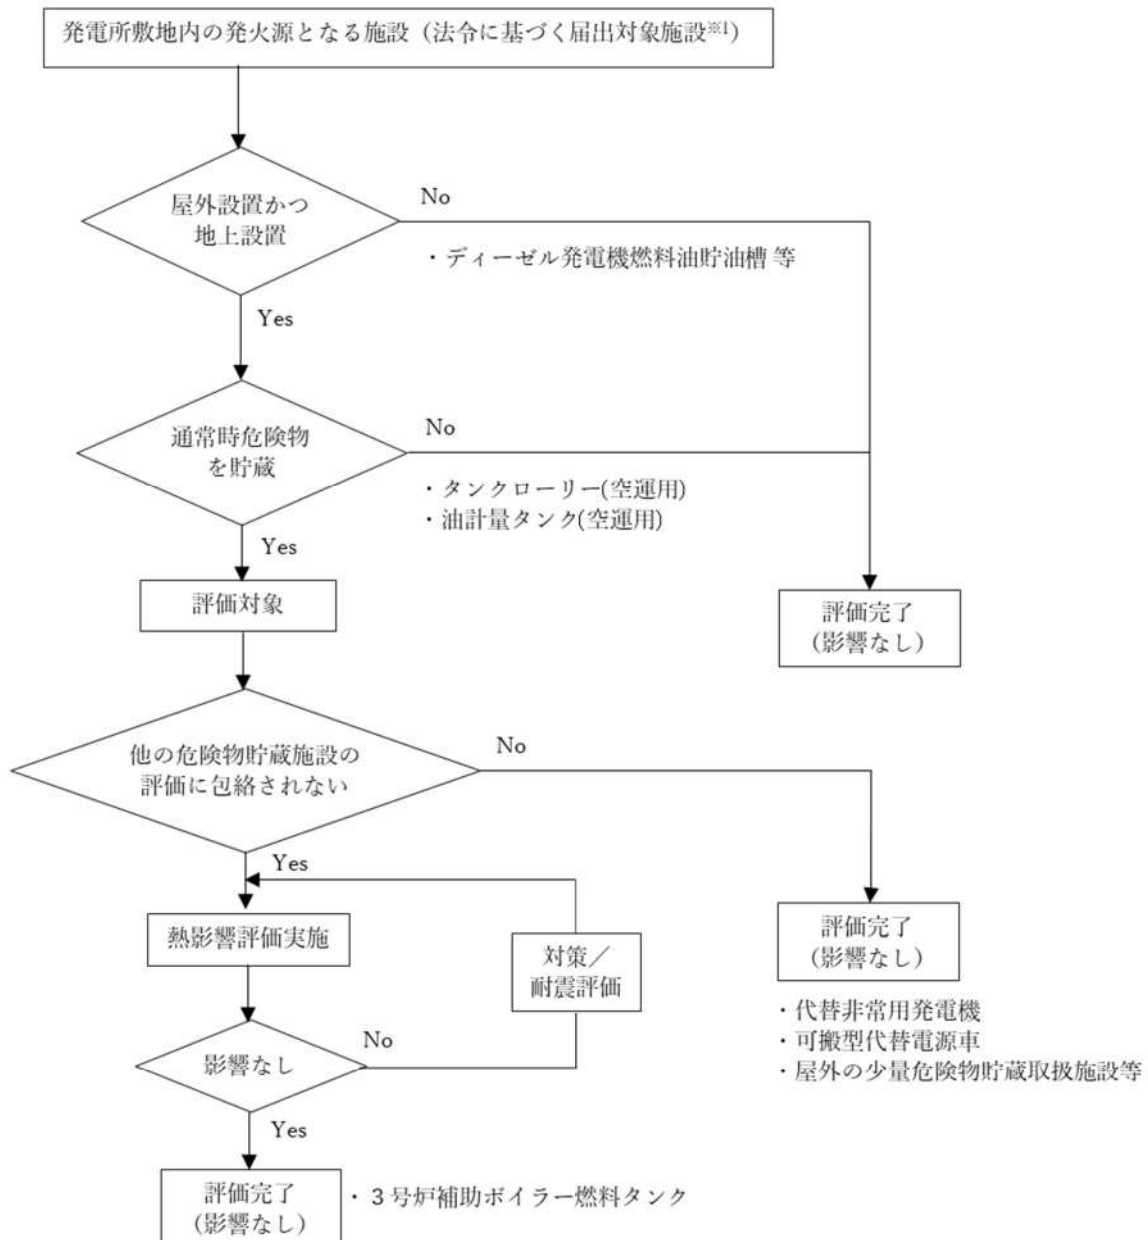 発電所敷地内の発火源となる施設（法令に基づく届出対象施設※1）
屋外設置かつ
地上設置
No
・ディーゼル発電機燃料油貯油槽 等
Yes
通常時危険物
を貯蔵
No
・タンクローリー(空運用)
・油計量タンク(空運用)
Yes
評価対象
評価完了
（影響なし）
他の危険物貯蔵施設の
評価に包絡されない
No
Yes
熱影響評価実施
対策／
耐震評価
評価完了
（影響なし）
・代替非常用発電機
・可搬型代替電源車
・屋外の少量危険物貯蔵取扱施設等
影響なし
No
Yes
評価完了
（影響なし）
・３号炉補助ボイラー燃料タンク